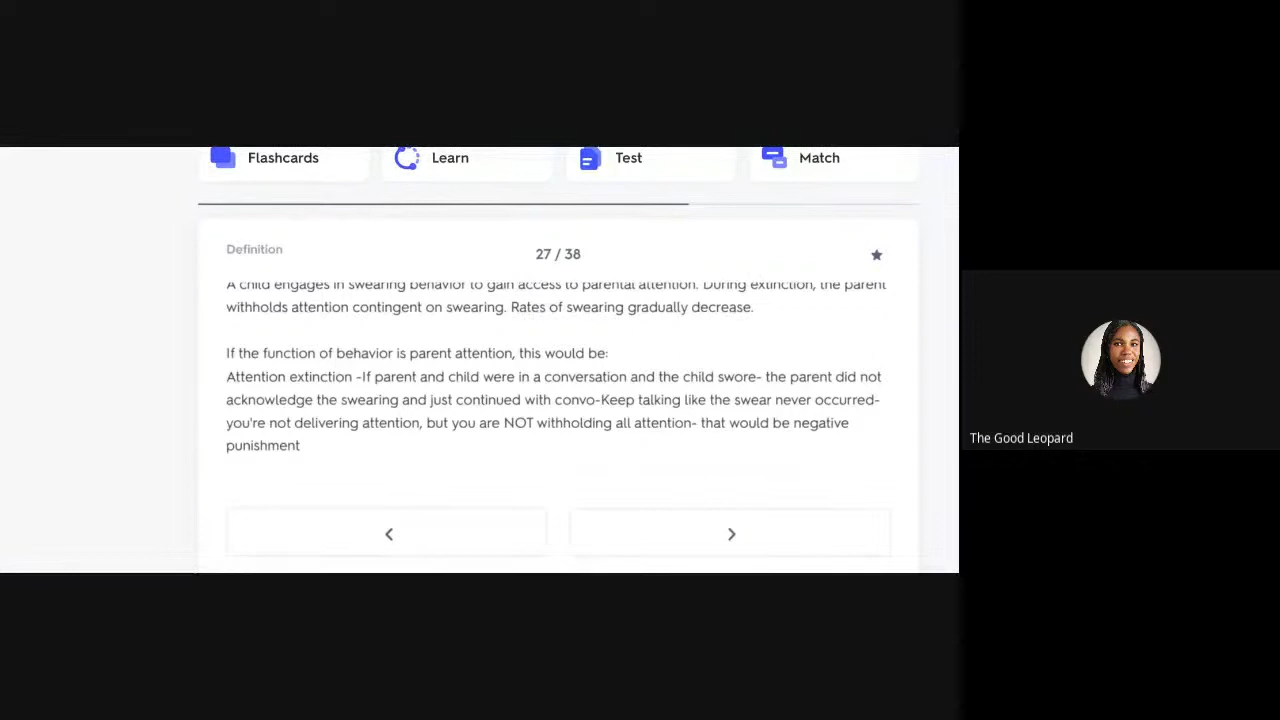 Flashcards
Learn
Test
Match
Definition
27 / 38
A child engages in swearing behavior to gain access to parental attention. During extinction, the parent
withholds attention contingent on swearing. Rates of swearing gradually decrease.
If the function of behavior is parent attention, this would be:
Attention extinction -If parent and child were in a conversation and the child swore- the parent did not
acknowledge the swearing and just continued with convo-Keep talking like the swear never occurred-
you're not delivering attention, but you are NOT withholding all attention- that would be negative
punishment
The Good Leopard